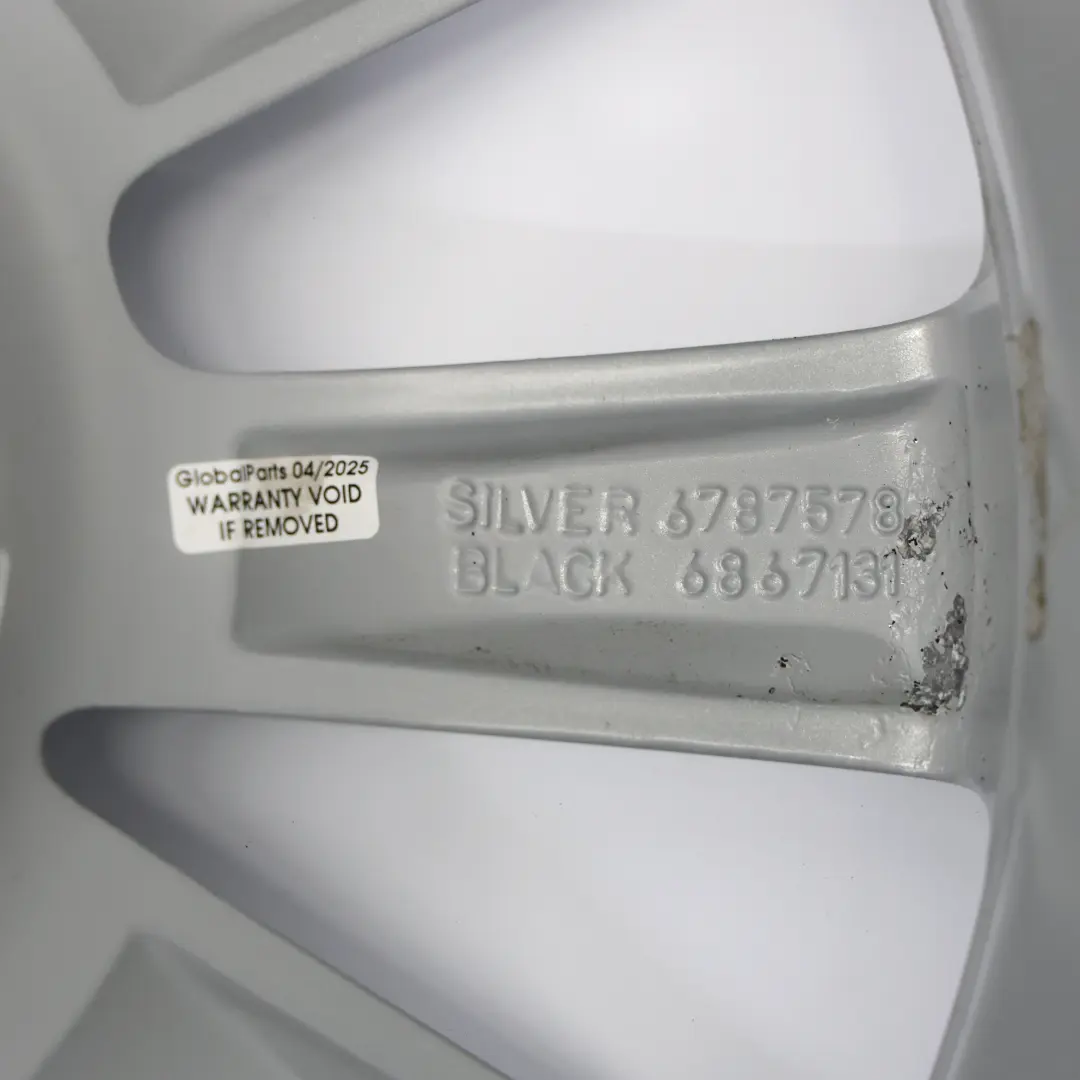 GlobalParts 04/2025
WARRANTY VOID
IF REMOVED
SILVER 6787578
BLACK 6867131